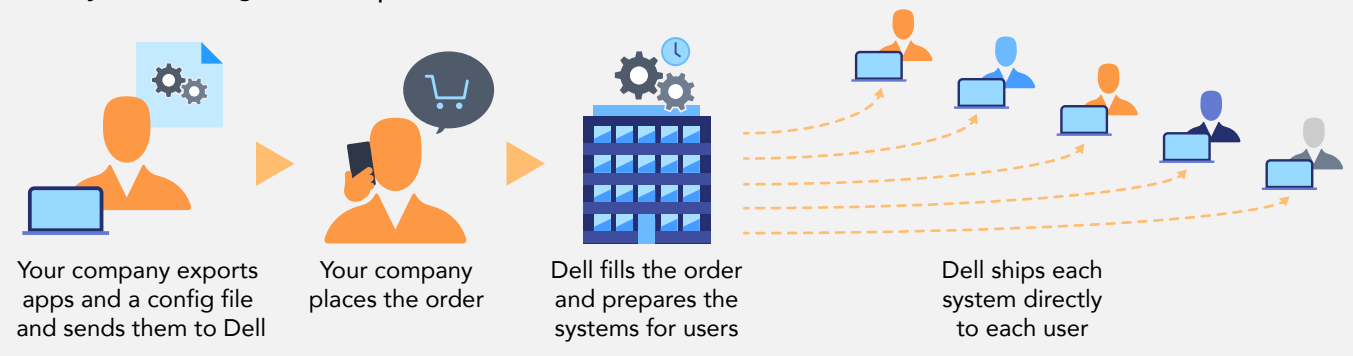 Your company exports
apps and a config file
and sends them to Dell
Your company
places the order
Dell fills the order
and prepares the
systems for users
Dell ships each
system directly
to each user